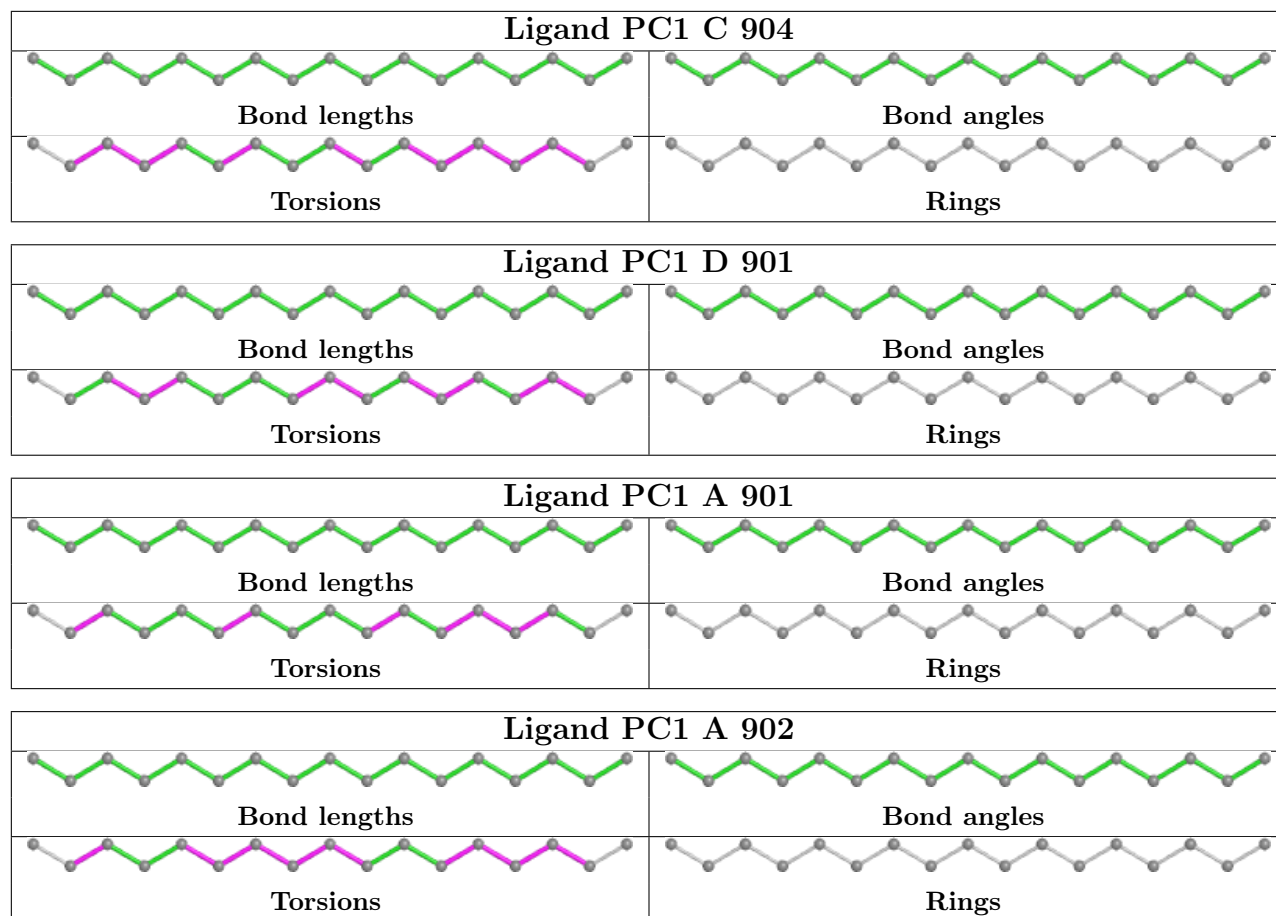 Ligand PC1 C 904
Bond lengths Bond angles
Torsions Rings
Ligand PC1 D 901
Bond lengths Bond angles
Torsions Rings
Ligand PC1 A 901
Bond lengths Bond angles
Torsions Rings
Ligand PC1 A 902
Bond lengths Bond angles
Torsions Rings